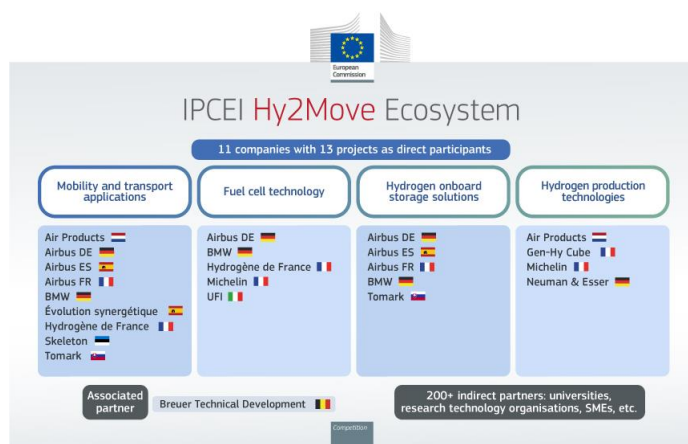 European
Commission
IPCEI Hy2Move Ecosystem
11 companies with 13 projects as direct participants
Mobility and transport
applications
Air Products
Airbus DE
Airbus ES
Airbus FR
BMW
Évolution synergétique
Hydrogène de France
Skeleton
Tomark
Fuel cell technology
Airbus DE
BMW
Hydrogène de France
Michelin
UFI
Hydrogen onboard
storage solutions
Airbus DE
Airbus ES
Airbus FR
BMW
Tomark
Hydrogen production
technologies
Air Products
Gen-Hy Cube
Michelin
Neuman & Esser
Associated
partner
Breuer Technical Development
200+ indirect partners: universities,
research technology organisations, SMEs, etc.
Competition